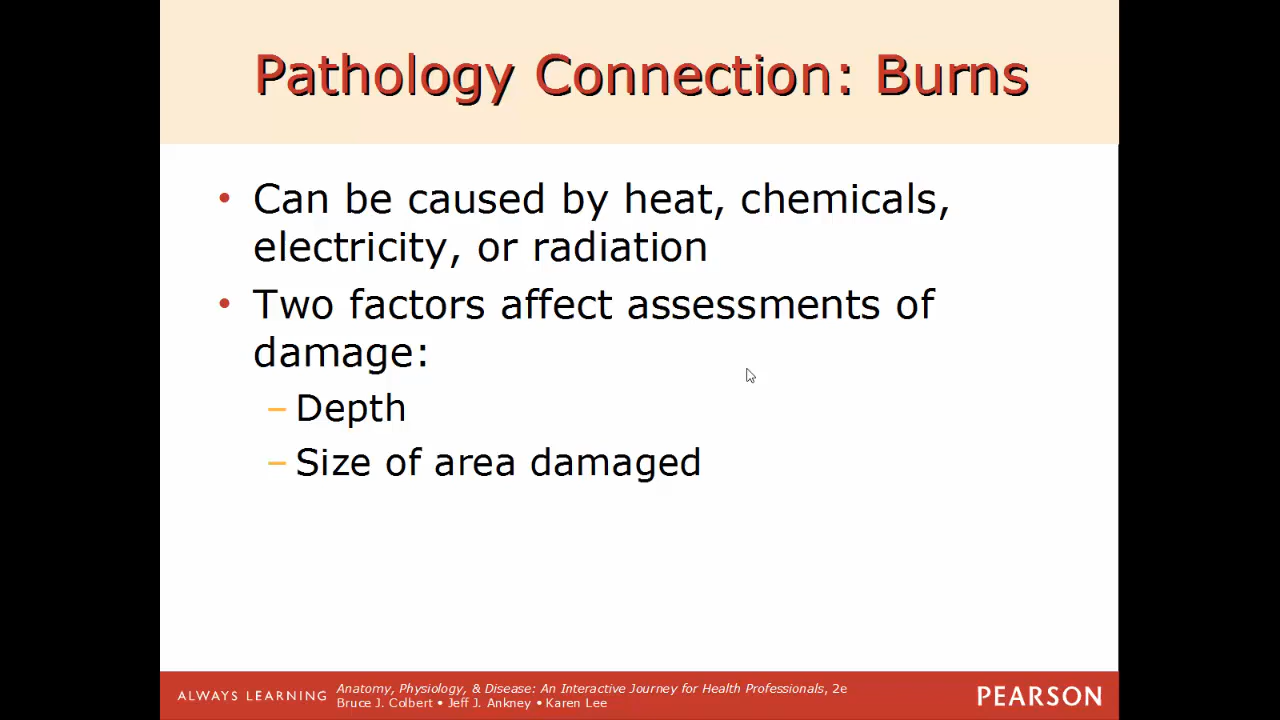 Pathology Connection: Burns
• Can be caused by heat, chemicals,
electricity, or radiation
• Two factors affect assessments of
damage:
– Depth
– Size of area damaged
ALWAYS LEARNING
Anatomy, Physiology, & Disease: An Interactive Journey for Health Professionals, 2e
Bruce J. Colbert • Jeff J. Ankney • Karen Lee
PEARSON